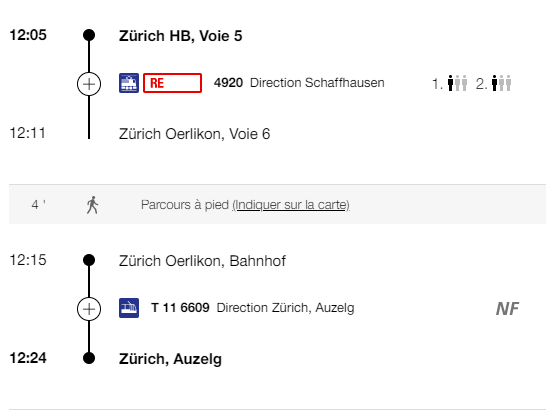 12:05 Zürich HB, Voie 5
RE 4920 Direction Schaffhausen 1. 2.
12:11 Zürich Oerlikon, Voie 6
4 ' Parcours à pied (Indiquer sur la carte)
12:15 Zürich Oerlikon, Bahnhof
T 11 6609 Direction Zürich, Auzelg NF
12:24 Zürich, Auzelg